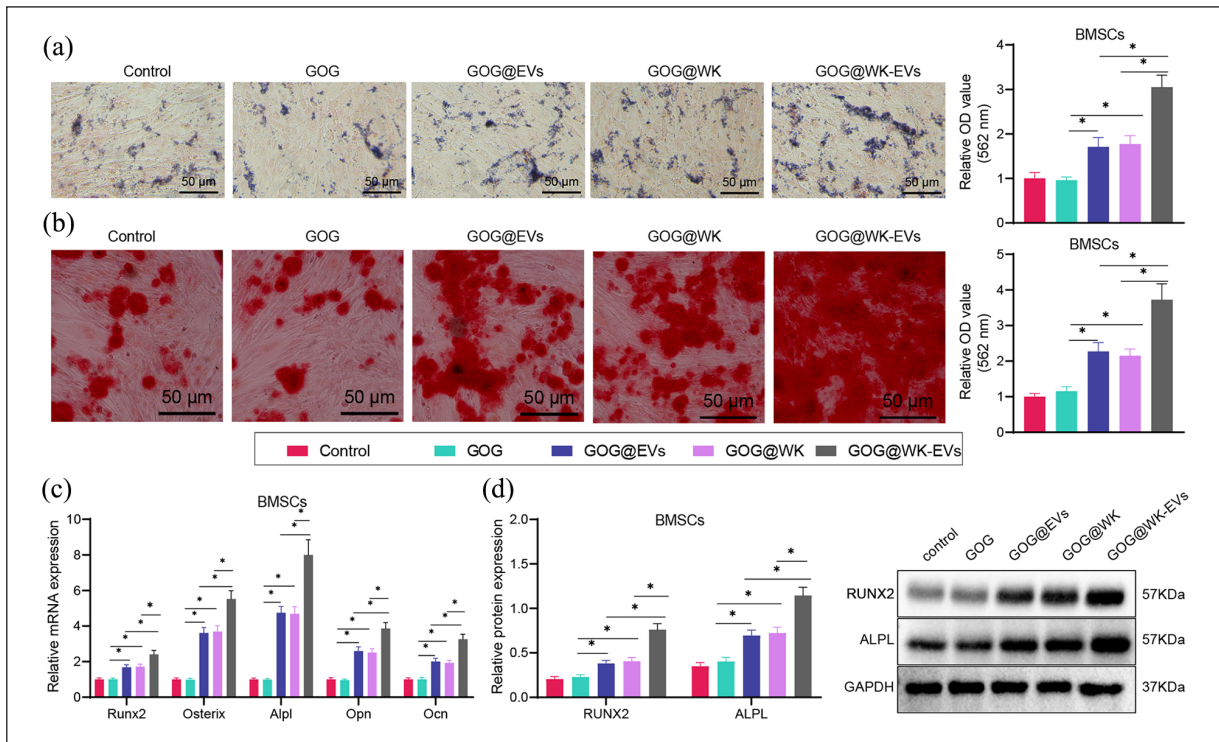 (a)
Control
GOG
GOG@EVs
GOG@WK
GOG@WK-EVs
50 µm
50 µm
50 µm
50 µm
50 µm
BMSCs
Relative OD value
(562 nm)
4
3
2
1
0
*
*
*
*
(b)
Control
GOG
GOG@EVs
GOG@WK
GOG@WK-EVs
50 µm
50 µm
50 µm
50 µm
50 µm
BMSCs
Relative OD value
(562 nm)
5
4
3
2
1
0
*
*
*
*
Control
GOG
GOG@EVs
GOG@WK
GOG@WK-EVs
(c)
BMSCs
Relative mRNA expression
10
8
6
4
2
0
* * * *
* * * *
* * * *
* * * *
* * * *
Runx2
Osterix
Alpl
Opn
Ocn
(d)
BMSCs
Relative protein expression
2.0
1.5
1.0
0.5
0.0
* * * *
* * * *
RUNX2
ALPL
control
GOG
GOG@EVs
GOG@WK
GOG@WK-EVs
RUNX2
57KDa
ALPL
57KDa
GAPDH
37KDa